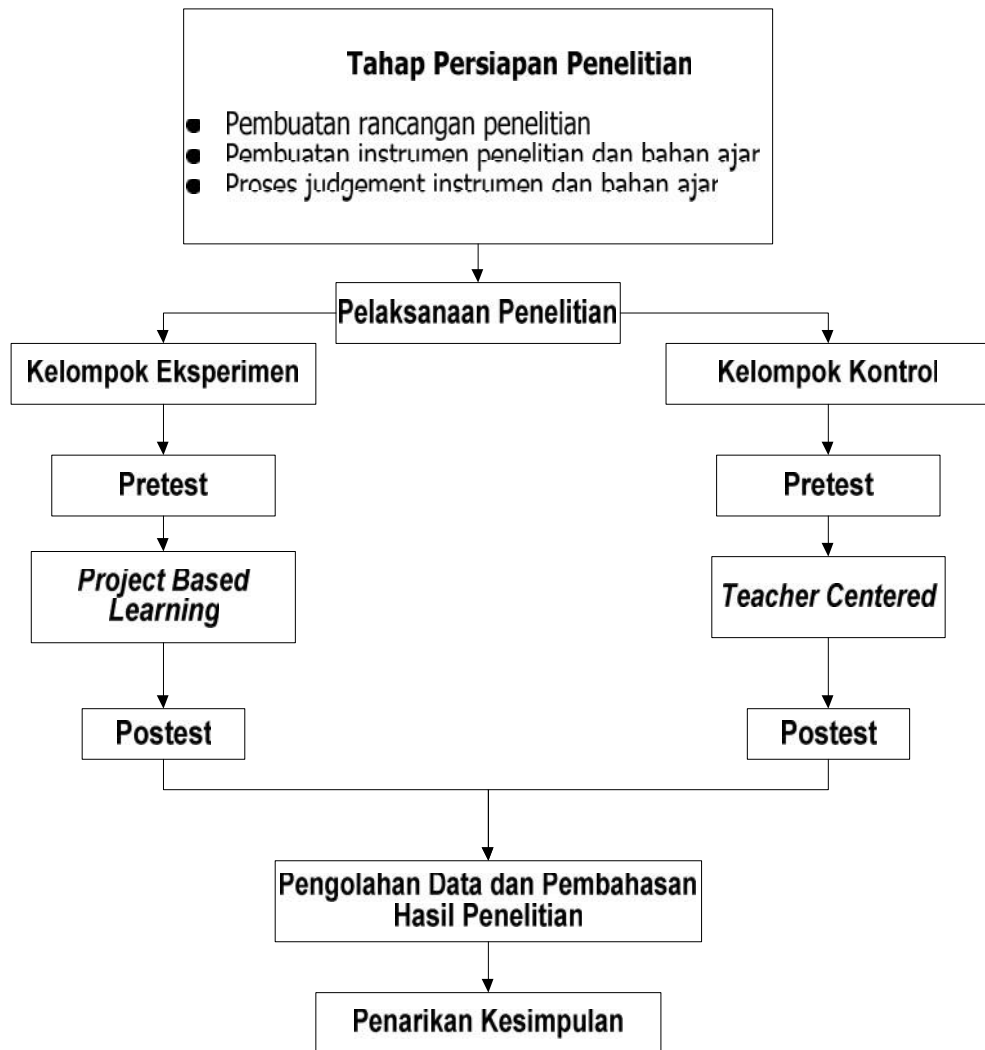 Tahap Persiapan Penelitian
● Pembuatan rancangan penelitian
● Pembuatan instrumen penelitian dan bahan ajar
● Proses judgement instrumen dan bahan ajar
Pelaksanaan Penelitian
Kelompok Eksperimen
Kelompok Kontrol
Pretest
Pretest
Project Based
Learning
Teacher Centered
Postest
Postest
Pengolahan Data dan Pembahasan
Hasil Penelitian
Penarikan Kesimpulan